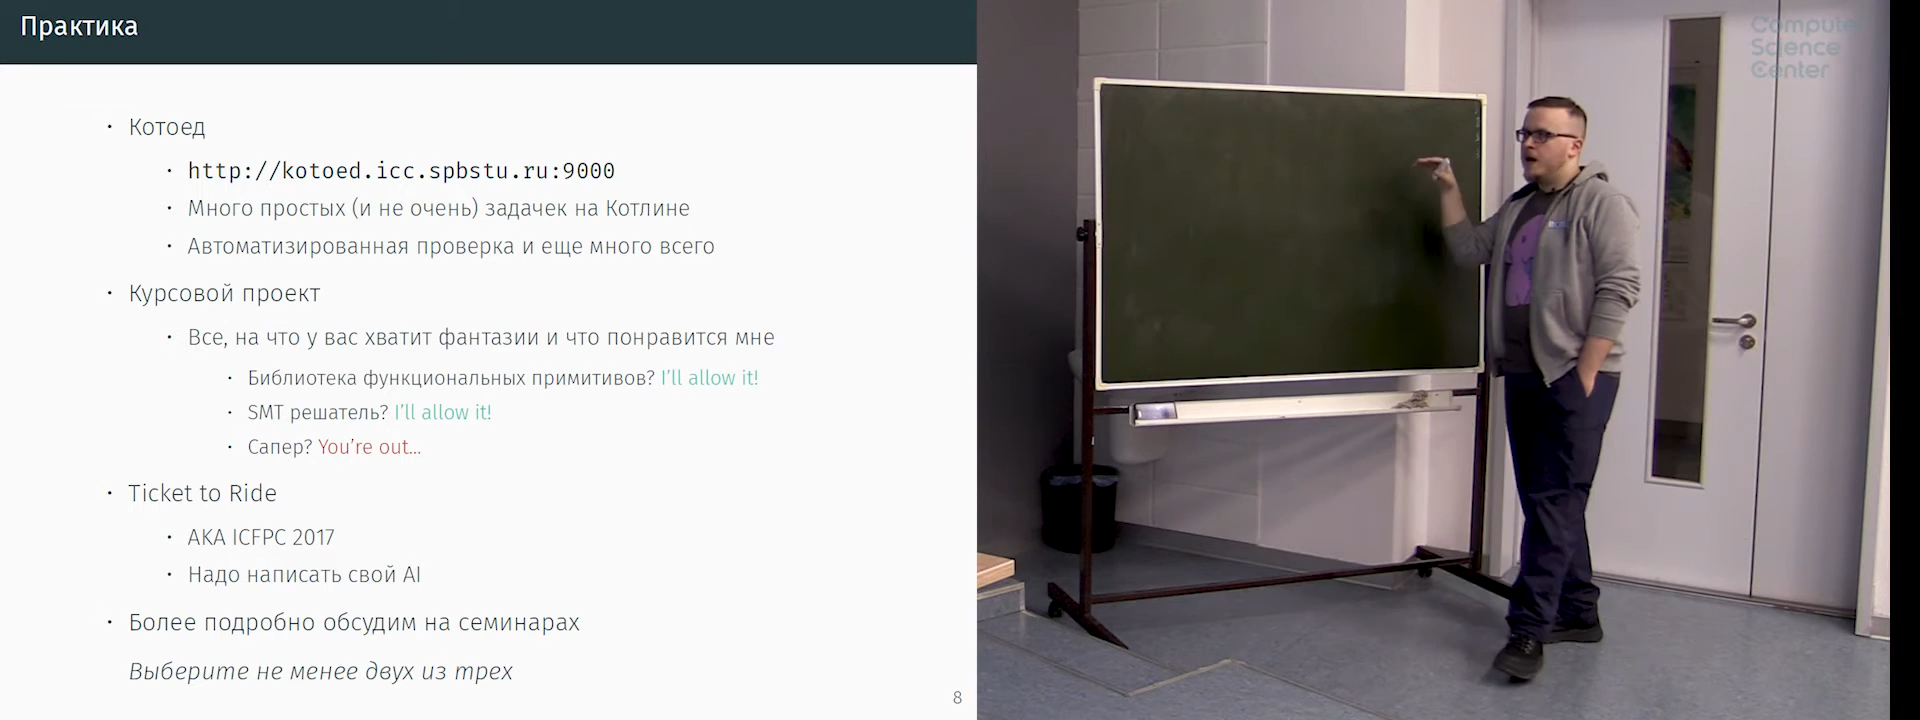 Практика
Котоед
http://kotoed.icc.spbstu.ru:9000
Много простых (и не очень) задачек на Котлине
Автоматизированная проверка и еще много всего
Курсовой проект
Все, на что у вас хватит фантазии и что понравится мне
Библиотека функциональных примитивов? I'll allow it!
SMT решатель? I'll allow it!
Сапер? You're out...
Ticket to Ride
AKA ICFPC 2017
Надо написать свой AI
Более подробно обсудим на семинарах
Выберите не менее двух из трех
8
Computer
Science
Center